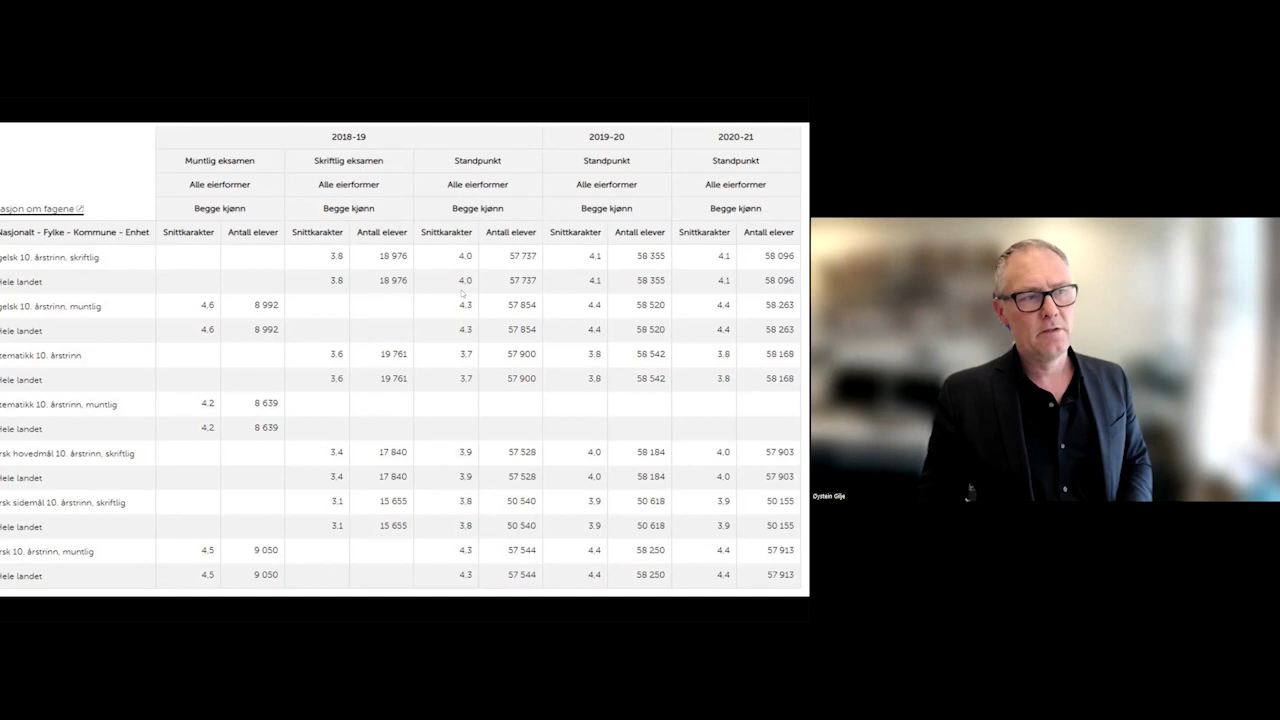 2018-19 2019-20 2020-21
Muntlig eksamen Skriftlig eksamen Standpunkt Standpunkt Standpunkt
Alle eierformer Alle eierformer Alle eierformer Alle eierformer Alle eierformer
asjon om fagene Begge kjønn Begge kjønn Begge kjønn Begge kjønn Begge kjønn
Nasjonalt - Fylke - Kommune - Enhet Snittkarakter Antall elever Snittkarakter Antall elever Snittkarakter Antall elever Snittkarakter Antall elever Snittkarakter Antall elever
gelsk 10. årstrinn, skriftlig 3.8 18 976 4.0 57 737 4.1 58 355 4.1 58 096
Hele landet 3.8 18 976 4.0 57 737 4.1 58 355 4.1 58 096
gelsk 10. årstrinn, muntlig 4.6 8 992 4.3 57 854 4.4 58 520 4.4 58 263
Hele landet 4.6 8 992 4.3 57 854 4.4 58 520 4.4 58 263
tematikk 10. årstrinn 3.6 19 761 3.7 57 900 3.8 58 542 3.8 58 168
Hele landet 3.6 19 761 3.7 57 900 3.8 58 542 3.8 58 168
tematikk 10. årstrinn, muntlig 4.2 8 639
Hele landet 4.2 8 639
rsk hovedmål 10. årstrinn, skriftlig 3.4 17 840 3.9 57 528 4.0 58 184 4.0 57 903
Hele landet 3.4 17 840 3.9 57 528 4.0 58 184 4.0 57 903
rsk sidemål 10. årstrinn, skriftlig 3.1 15 655 3.8 50 540 3.9 50 618 3.9 50 155
Hele landet 3.1 15 655 3.8 50 540 3.9 50 618 3.9 50 155
rsk 10. årstrinn, muntlig 4.5 9 050 4.3 57 544 4.4 58 250 4.4 57 913
Hele landet 4.5 9 050 4.3 57 544 4.4 58 250 4.4 57 913
Øystein Gilje